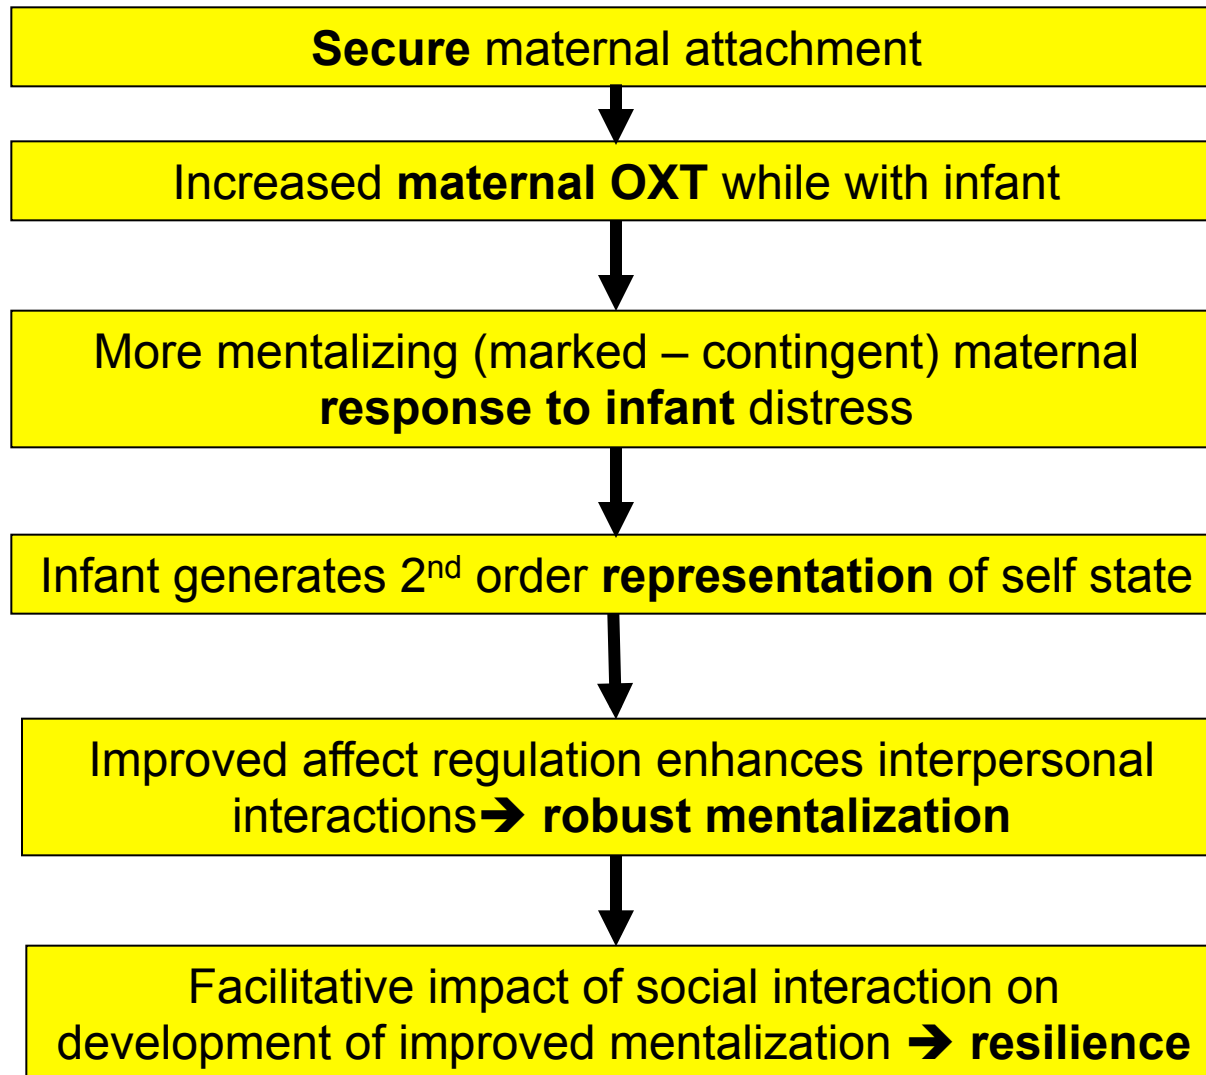 Secure maternal attachment
Increased maternal OXT while with infant
More mentalizing (marked – contingent) maternal
response to infant distress
Infant generates 2nd order representation of self state
Improved affect regulation enhances interpersonal
interactions➔ robust mentalization
Facilitative impact of social interaction on
development of improved mentalization ➔ resilience